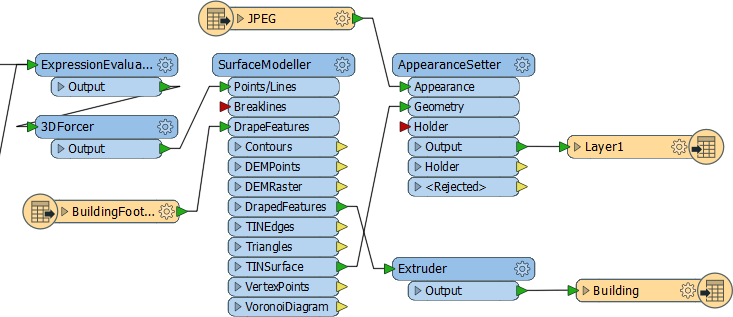 JPEG
ExpressionEvalua...
Output
3DForcer
Output
BuildingFoot...
SurfaceModeller
Points/Lines
Breaklines
DrapeFeatures
Contours
DEMPoints
DEMRaster
DrapedFeatures
TINEdges
Triangles
TINSurface
VertexPoints
VoronoiDiagram
AppearanceSetter
Appearance
Geometry
Holder
Output
Holder
<Rejected>
Layer1
Extruder
Output
Building